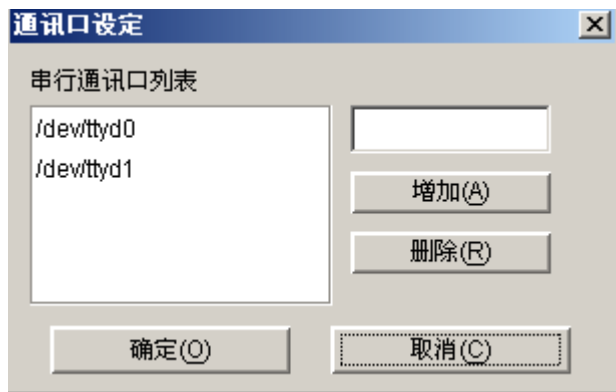 通讯口设定
串行通讯口列表
/dev/ttyd0
/dev/ttyd1
增加(A)
删除(R)
确定(O)
取消(C)